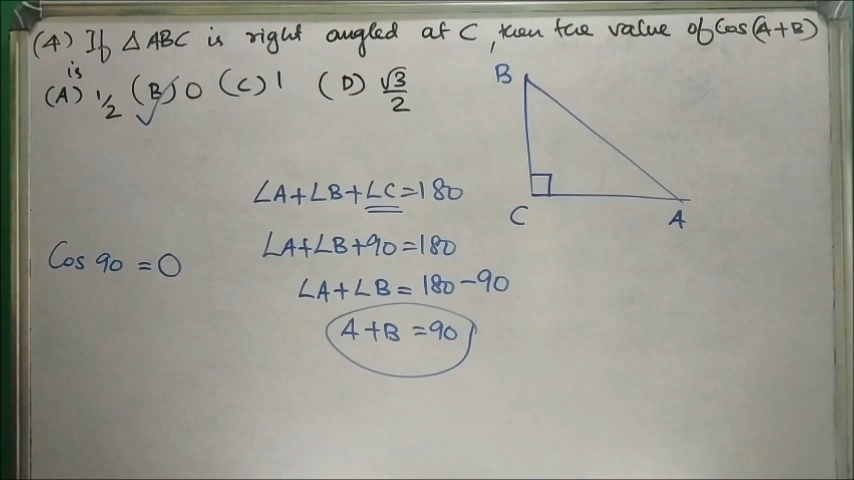 (4) If △ABC is right angled at C, then the value of Cos(A+B)
is
(A) 1/2 (B) 0 (C) 1 (D) √3/2
B
C
A
∠A+∠B+∠C=180
∠A+∠B+90=180
∠A+∠B= 180-90
A+B=90
Cos 90 = 0